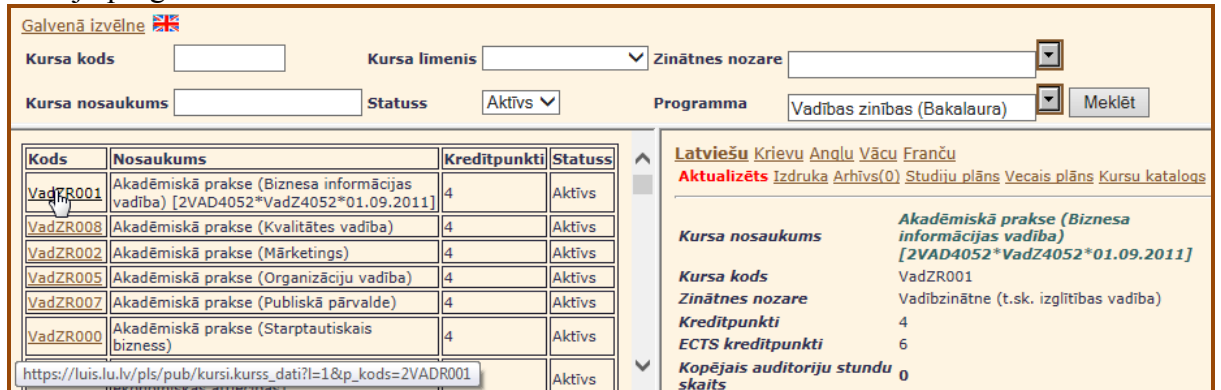 Galvenā izvēlne
Kursa kods Kursa līmenis Zinātnes nozare
Kursa nosaukums Statuss Aktīvs Programma Vadības zinības (Bakalaura) Meklēt
Kods Nosaukums Kredītpunkti Statuss
VadZR001 Akadēmiskā prakse (Biznesa informācijas vadība) [2VAD4052*VadZ4052*01.09.2011] 4 Aktīvs
VadZR008 Akadēmiskā prakse (Kvalitātes vadība) 4 Aktīvs
VadZR002 Akadēmiskā prakse (Mārketings) 4 Aktīvs
VadZR005 Akadēmiskā prakse (Organizāciju vadība) 4 Aktīvs
VadZR007 Akadēmiskā prakse (Publiskā pārvalde) 4 Aktīvs
VadZR000 Akadēmiskā prakse (Starptautiskais bizness) 4 Aktīvs
Aktīvs
https://luis.lu.lv/pls/pub/kursi.kurss_dati?l=1&p_kods=2VADR001
Latviešu Krievu Angļu Vācu Franču
Aktualizēts Izdruka Arhīvs(0) Studiju plāns Vecais plāns Kursu katalogs
Kursa nosaukums Akadēmiskā prakse (Biznesa informācijas vadība) [2VAD4052*VadZ4052*01.09.2011]
Kursa kods VadZR001
Zinātnes nozare Vadībzinātne (t.sk. izglītības vadība)
Kredītpunkti 4
ECTS kredītpunkti 6
Kopējais auditoriju stundu skaits 0